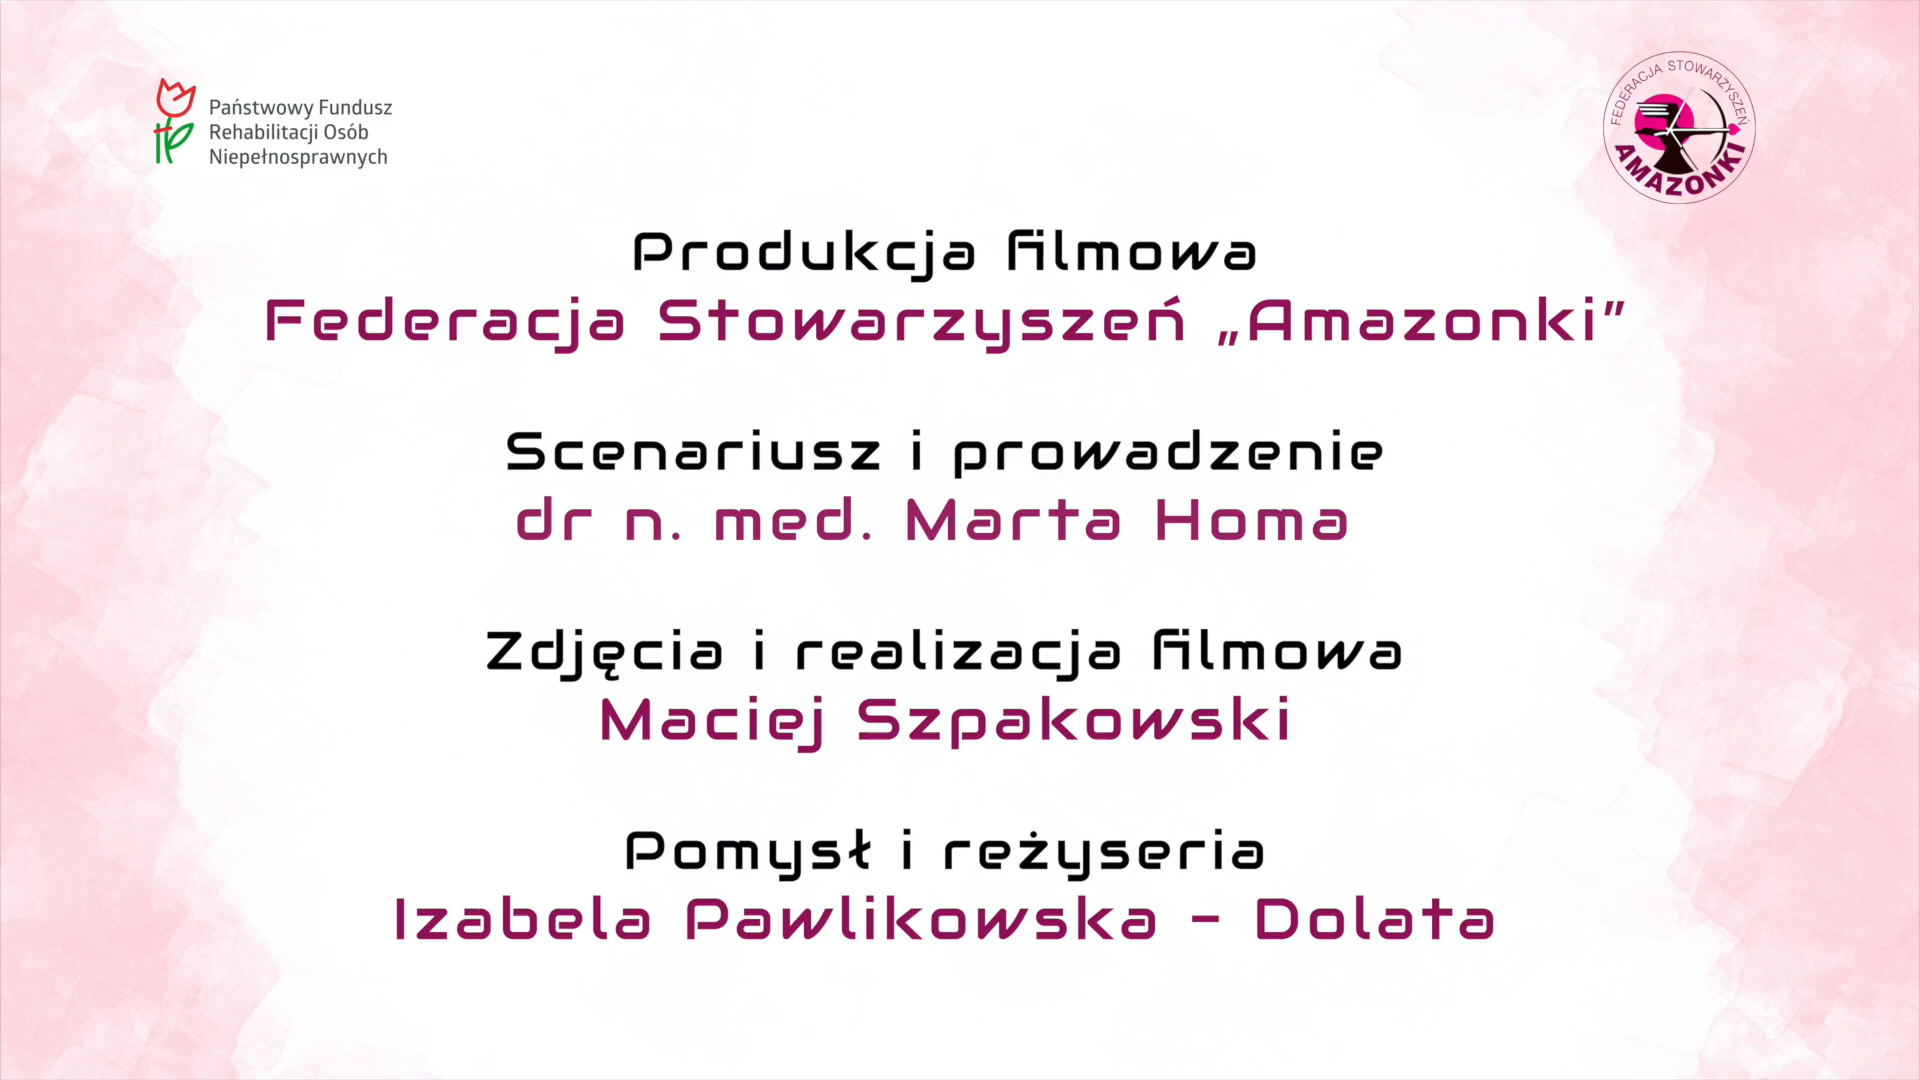 Państwowy Fundusz
Rehabilitacji Osób
Niepełnosprawnych
FEDERACJA STOWARZYSZEŃ
AMAZONKI
Produkcja filmowa
Federacja Stowarzyszeń „Amazonki”
Scenariusz i prowadzenie
dr n. med. Marta Homa
Zdjęcia i realizacja filmowa
Maciej Szpakowski
Pomysł i reżyseria
Izabela Pawlikowska – Dolata